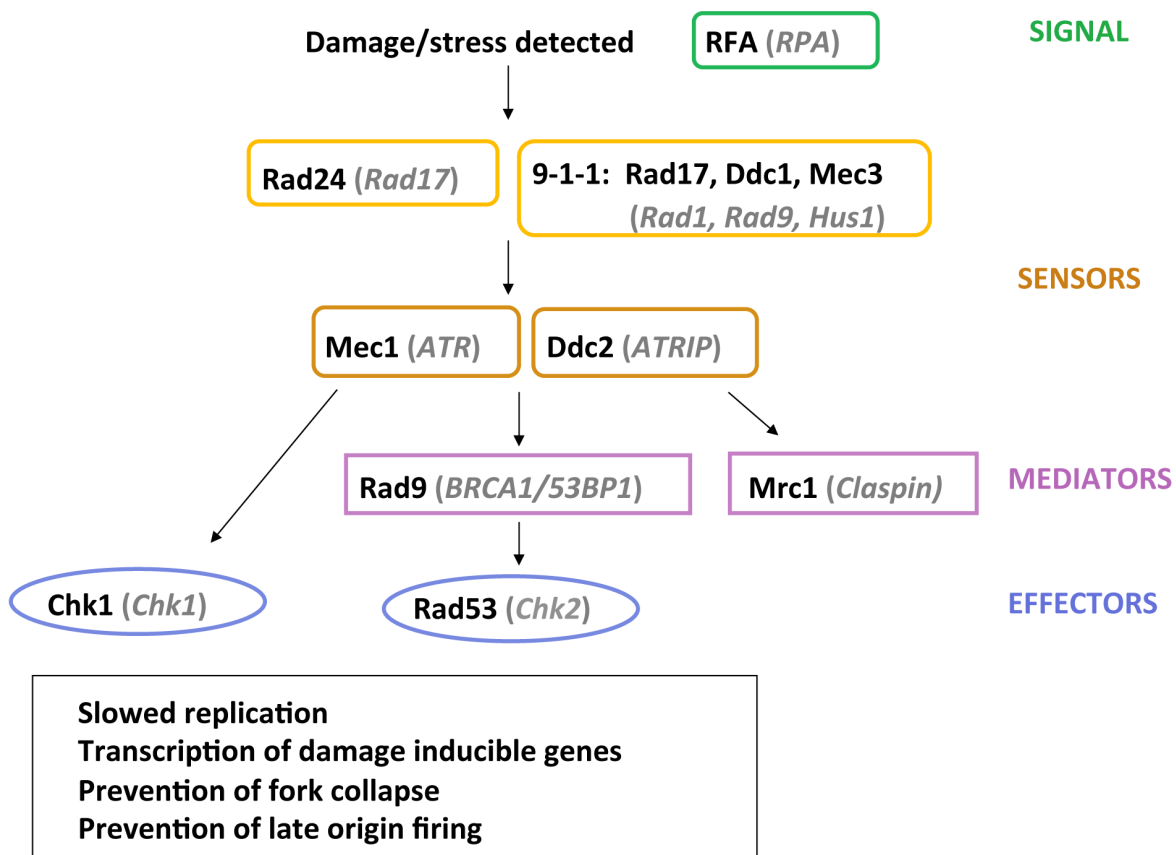 Damage/stress detected
RFA (RPA)
SIGNAL
Rad24 (Rad17)
9-1-1: Rad17, Ddc1, Mec3
(Rad1, Rad9, Hus1)
SENSORS
Mec1 (ATR)
Ddc2 (ATRIP)
Rad9 (BRCA1/53BP1)
Mrc1 (Claspin)
MEDIATORS
Chk1 (Chk1)
Rad53 (Chk2)
EFFECTORS
Slowed replication
Transcription of damage inducible genes
Prevention of fork collapse
Prevention of late origin firing